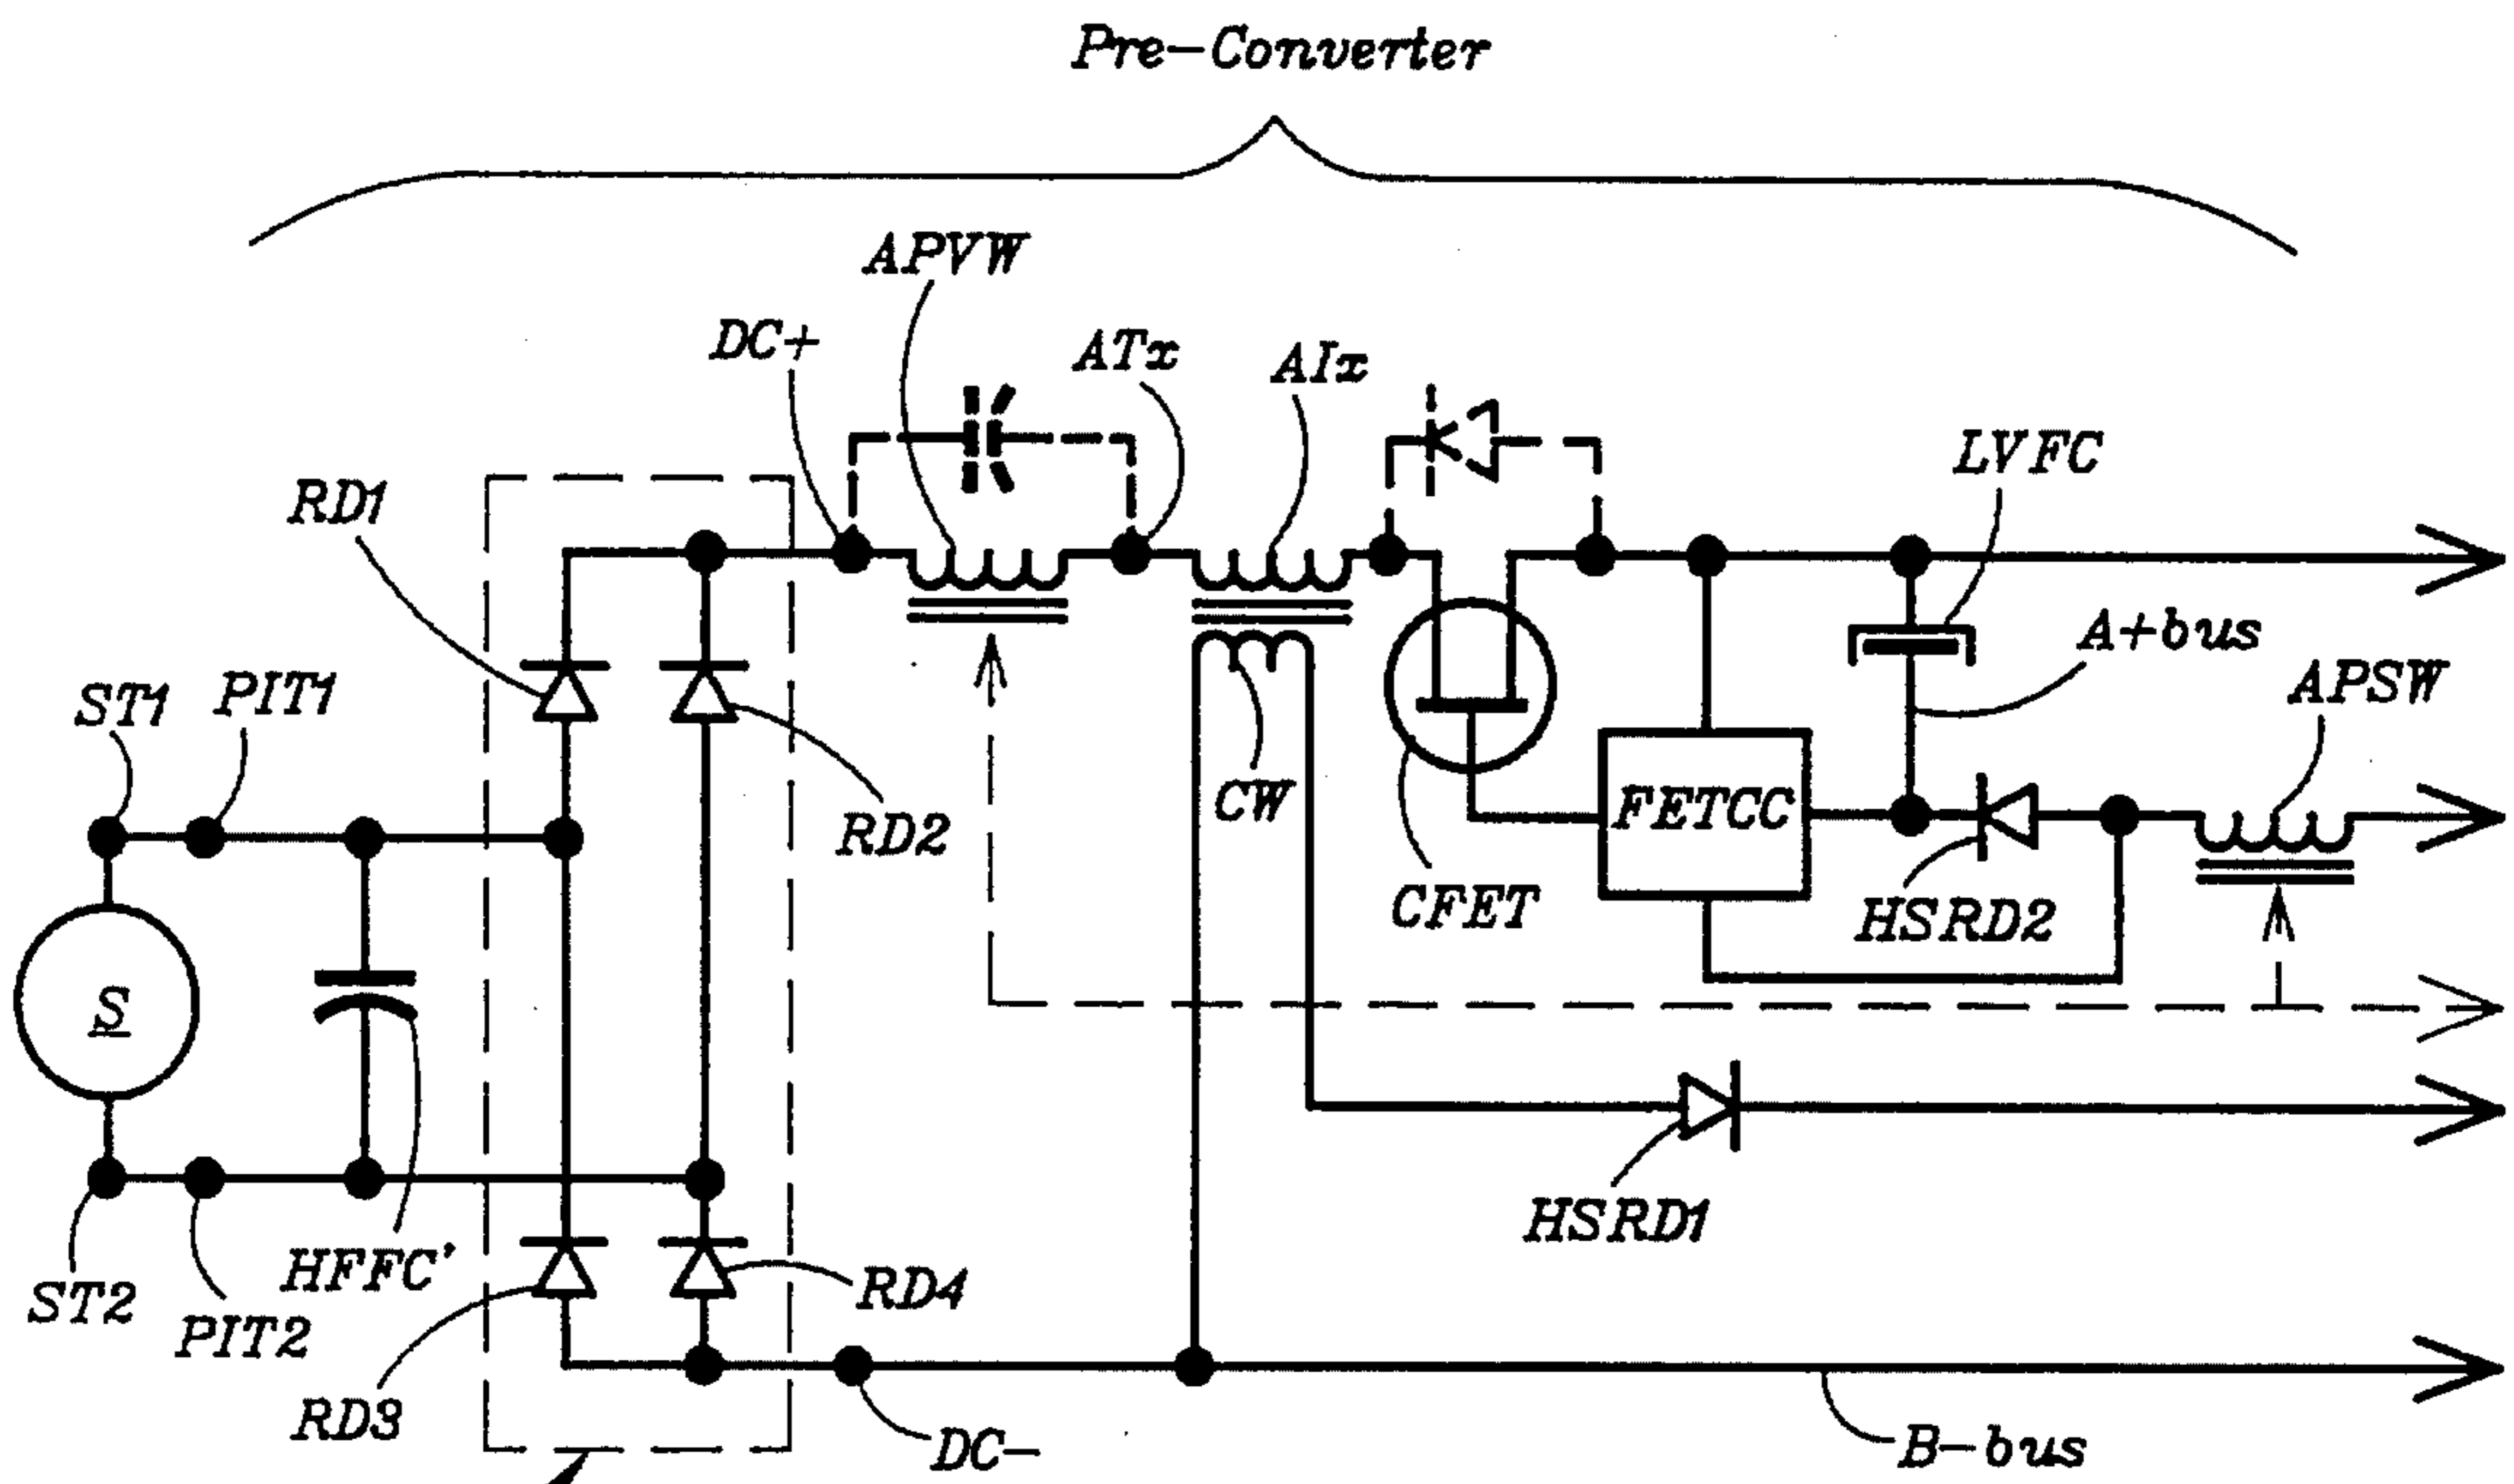 Pre-Converter
APVW
DC+
ATx
AIx
LVFC
RD1
A+bus
APSW
ST1
PIT1
RD2
CW
FETCC
CFET
HSRD2
S
HSRD1
HFFC'
RD4
ST2
PIT2
RD3
DC-
B-bus